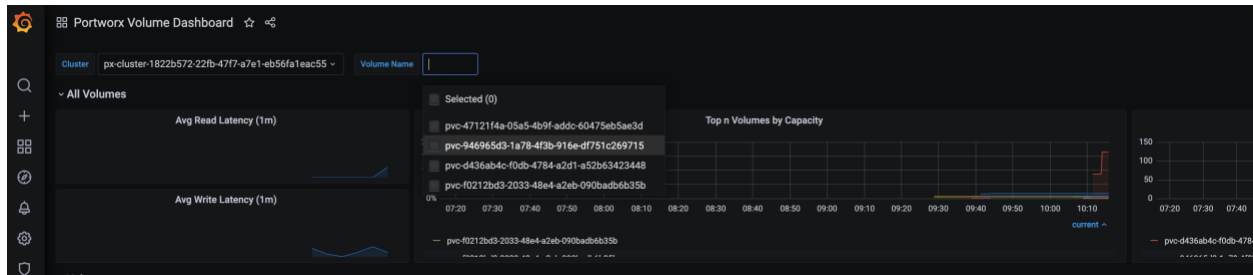 Portworx Volume Dashboard
Cluster px-cluster-1822b572-22fb-47f7-a7e1-eb56fa1eac55 Volume Name
All Volumes
Selected (0)
pvc-47121f4a-05a5-4b9f-addc-60475eb5ae3d
pvc-946965d3-1a78-4f3b-916e-df751c269715
pvc-d436ab4c-f0db-4784-a2d1-a52b63423448
pvc-f0212bd3-2033-48e4-a2eb-090badb6b35b
Avg Read Latency (1m)
Avg Write Latency (1m)
Top n Volumes by Capacity
0%
07:20 07:30 07:40 07:50 08:00 08:10 08:20 08:30 08:40 08:50 09:00 09:10 09:20 09:30 09:40 09:50 10:00 10:10
current
pvc-f0212bd3-2033-48e4-a2eb-090badb6b35b
150
100
50
0
07:20 07:30 07:40
pvc-d436ab4c-f0db-478